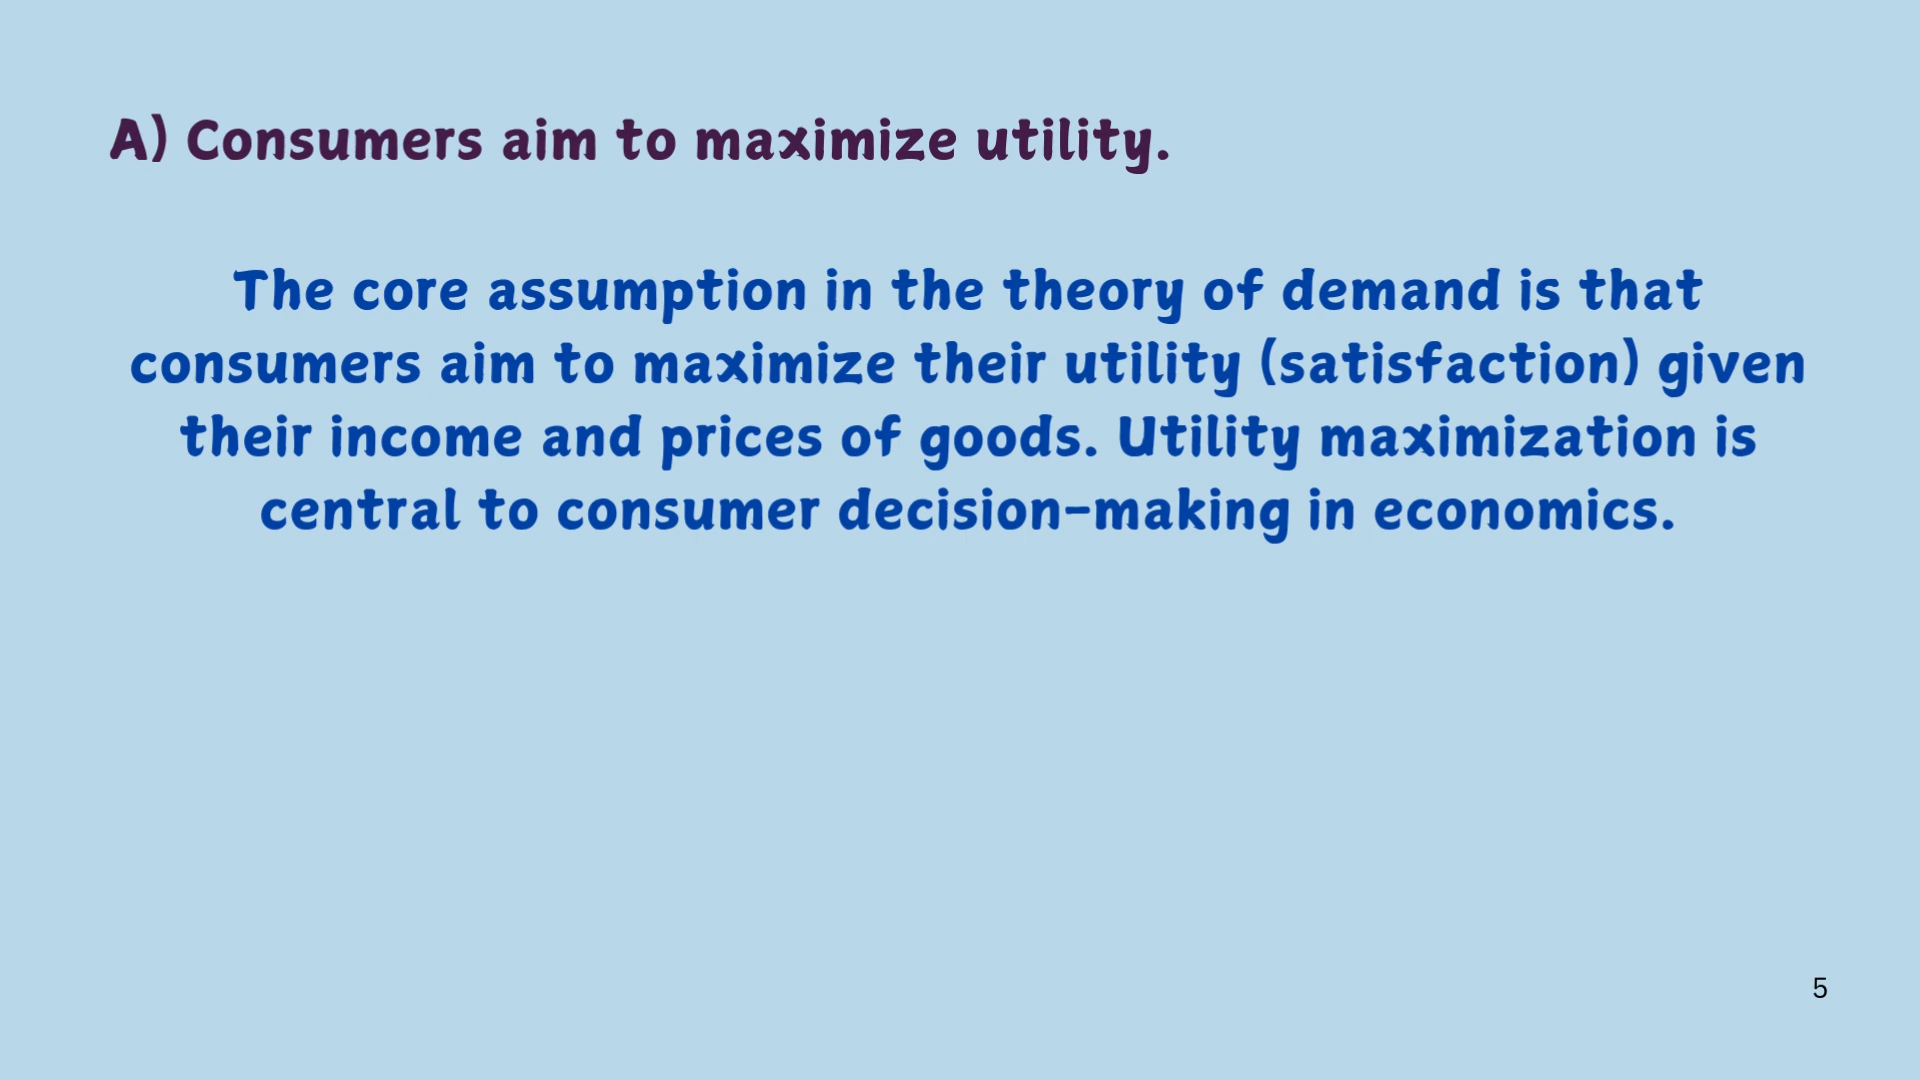 A) Consumers aim to maximize utility.
The core assumption in the theory of demand is that
consumers aim to maximize their utility (satisfaction) given
their income and prices of goods. Utility maximization is
central to consumer decision-making in economics.
5